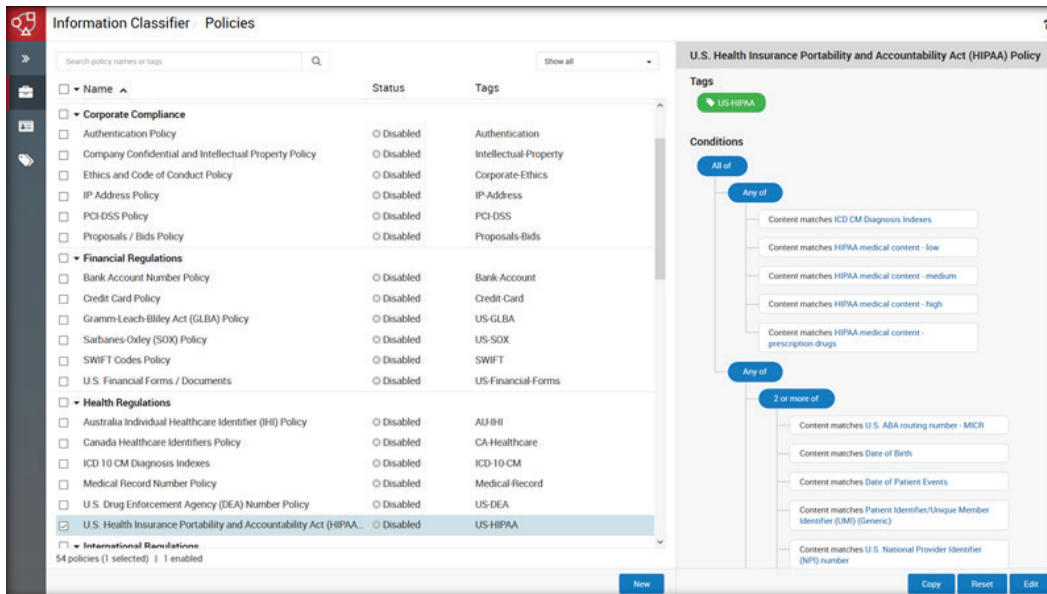 Information Classifier Policies
Search policy names or tags
Show all
Name Status Tags
Corporate Compliance
Authentication Policy Disabled Authentication
Company Confidential and Intellectual Property Policy Disabled Intellectual-Property
Ethics and Code of Conduct Policy Disabled Corporate-Ethics
IP Address Policy Disabled IP-Address
PCI-DSS Policy Disabled PCI-DSS
Proposals / Bids Policy Disabled Proposals-Bids
Financial Regulations
Bank Account Number Policy Disabled Bank-Account
Credit Card Policy Disabled Credit-Card
Gramm-Leach-Bliley Act (GLBA) Policy Disabled US-GLBA
Sarbanes-Oxley (SOX) Policy Disabled US-SOX
SWIFT Codes Policy Disabled SWIFT
U.S. Financial Forms / Documents Disabled US-Financial-Forms
Health Regulations
Australia Individual Healthcare Identifier (IHI) Policy Disabled AU-IHI
Canada Healthcare Identifiers Policy Disabled CA-Healthcare
ICD 10 CM Diagnosis Indexes Disabled ICD-10-CM
Medical Record Number Policy Disabled Medical-Record
U.S. Drug Enforcement Agency (DEA) Number Policy Disabled US-DEA
U.S. Health Insurance Portability and Accountability Act (HIPAA... Disabled US-HIPAA
International Regulations
54 policies (1 selected) | 1 enabled
New
U.S. Health Insurance Portability and Accountability Act (HIPAA) Policy
Tags
US-HIPAA
Conditions
All of
Any of
Content matches ICD CM Diagnosis Indexes
Content matches HIPAA medical content - low
Content matches HIPAA medical content - medium
Content matches HIPAA medical content - high
Content matches HIPAA medical content -
prescription drugs
Any of
2 or more of
Content matches U.S. ABA routing number - MICR
Content matches Date of Birth
Content matches Date of Patient Events
Content matches Patient Identifier/Unique Member
Identifier (UMI) (Generic)
Content matches U.S. National Provider Identifier
(NPI) number
Copy Reset Edit